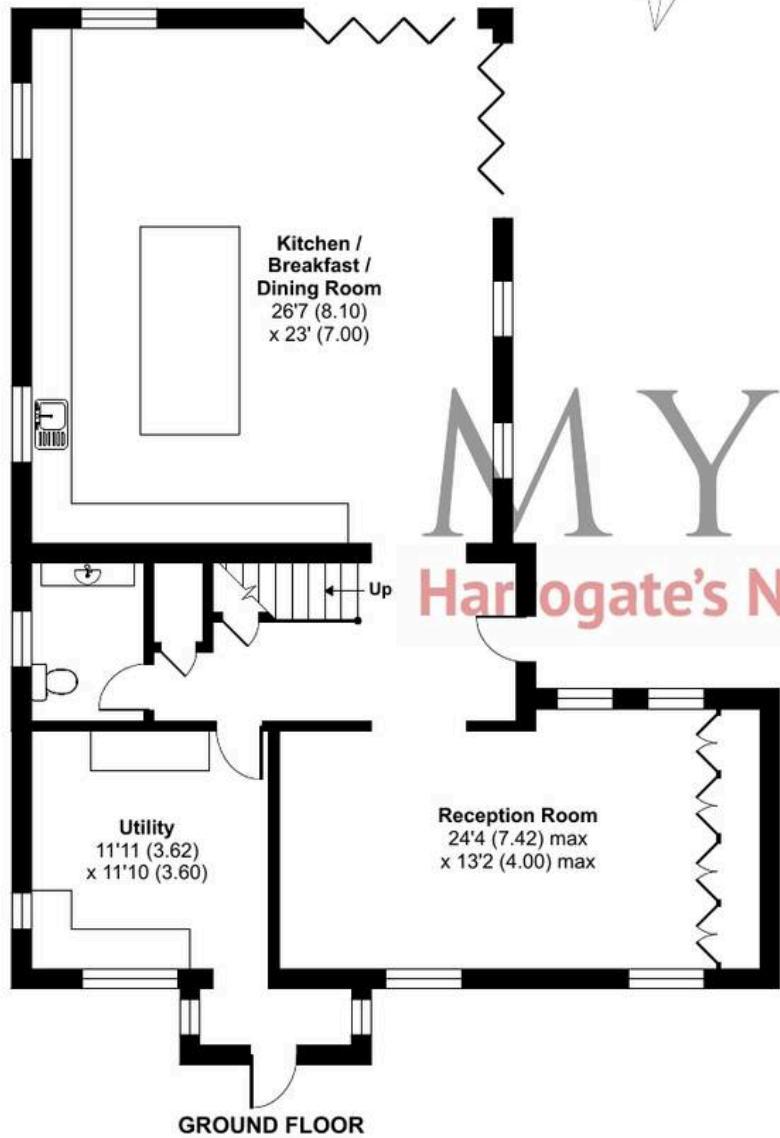 Kitchen /
Breakfast /
Dining Room
26'7 (8.10)
x 23' (7.00)
MY
Harrogate's N
Up
Utility
11'11 (3.62)
x 11'10 (3.60)
Reception Room
24'4 (7.42) max
x 13'2 (4.00) max
GROUND FLOOR